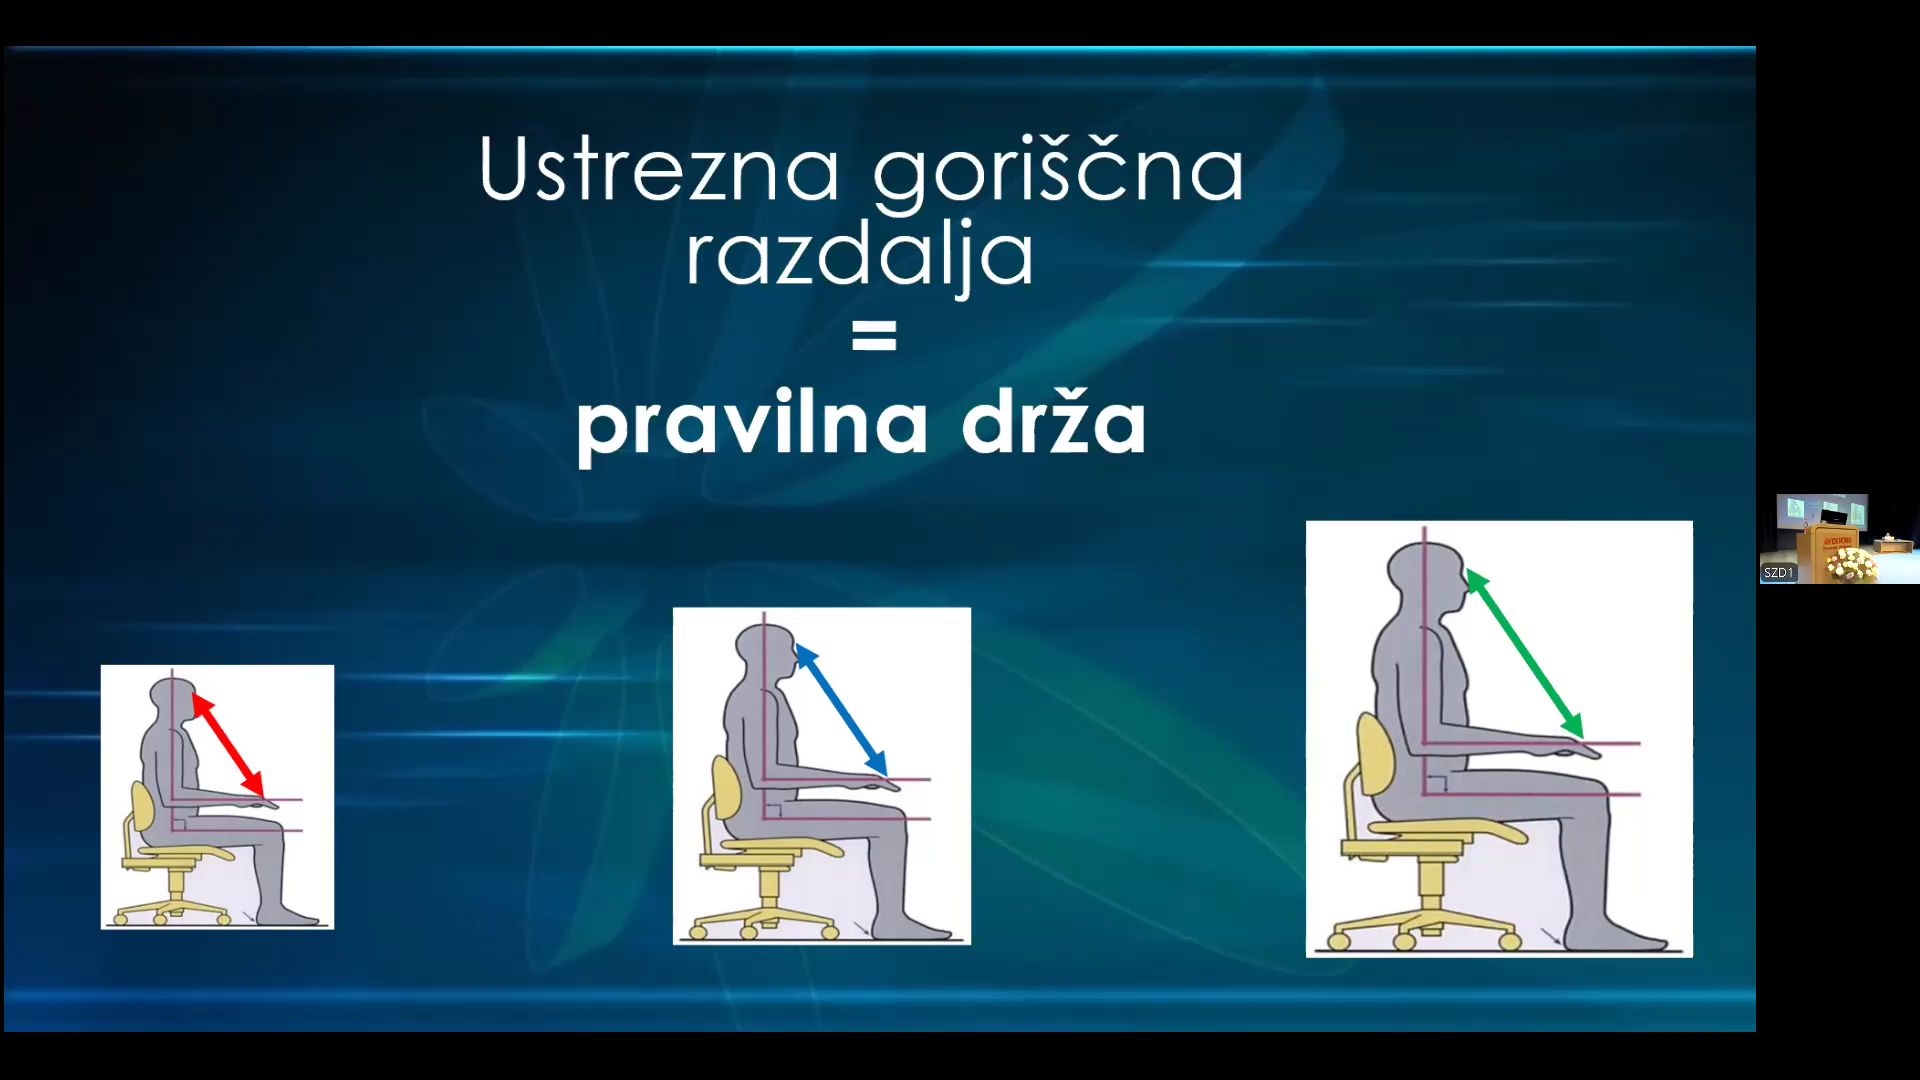 Ustrezna goriščna
razdalja
=
pravilna drža
SZD1